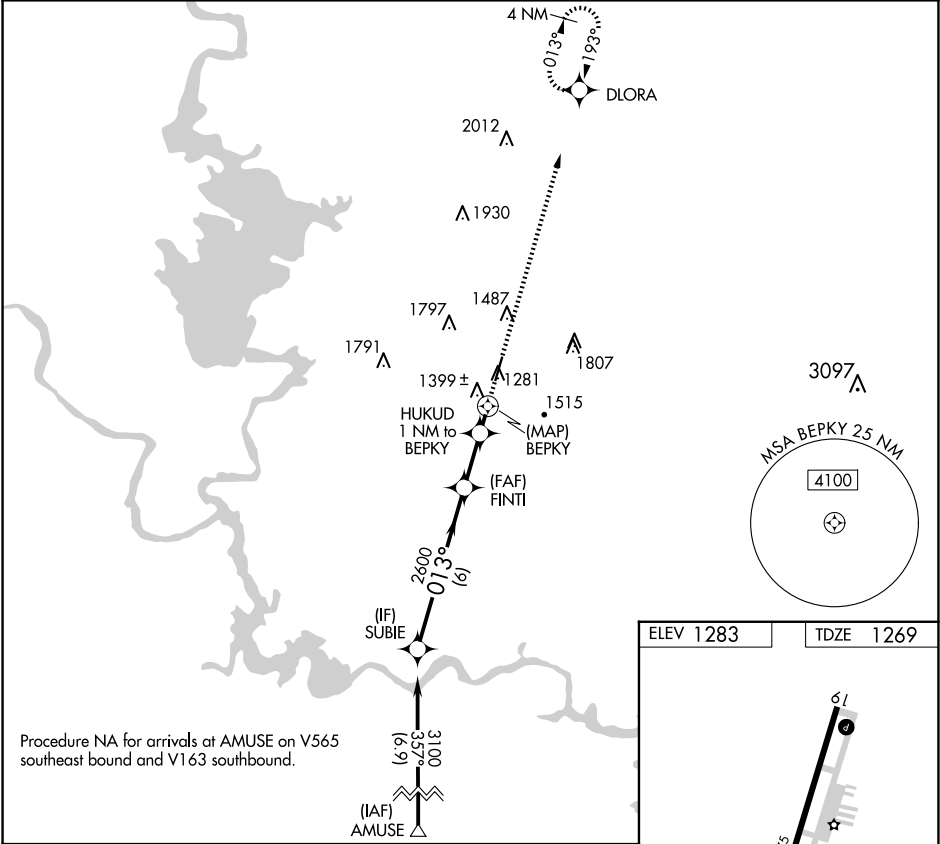 4 NM
013°
193°
DLORA
2012
1930
1797
1487
1791
1807
1399 ±
1281
3097
HUKUD
1 NM to
BEPKY
1515
(MAP)
BEPKY
(FAF)
FINTI
MSA BEPKY 25 NM
4100
2600
013°
(6)
(IF)
SUBIE
ELEV 1283
TDZE 1269
19
P
Procedure NA for arrivals at AMUSE on V565
southeast bound and V163 southbound.
3100
357°
(6.9)
(IAF)
AMUSE